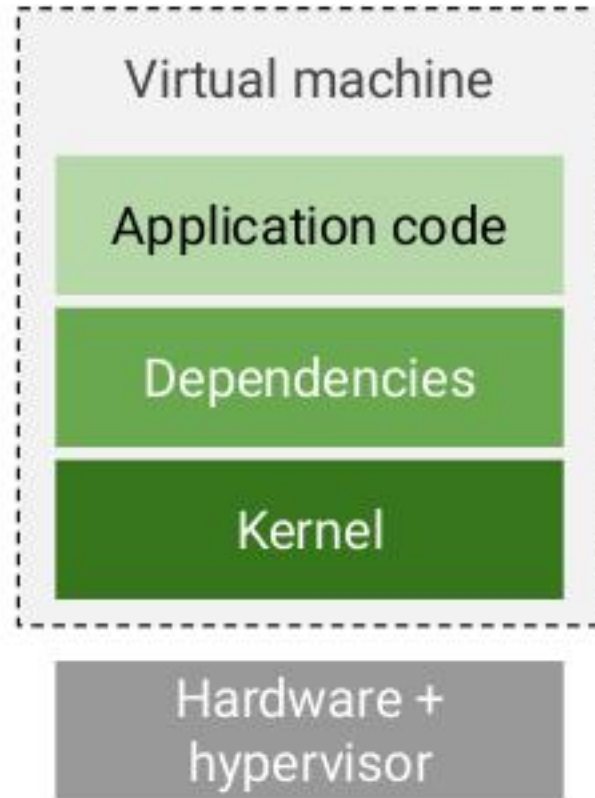 Virtual machine
Application code
Dependencies
Kernel
Hardware +
hypervisor